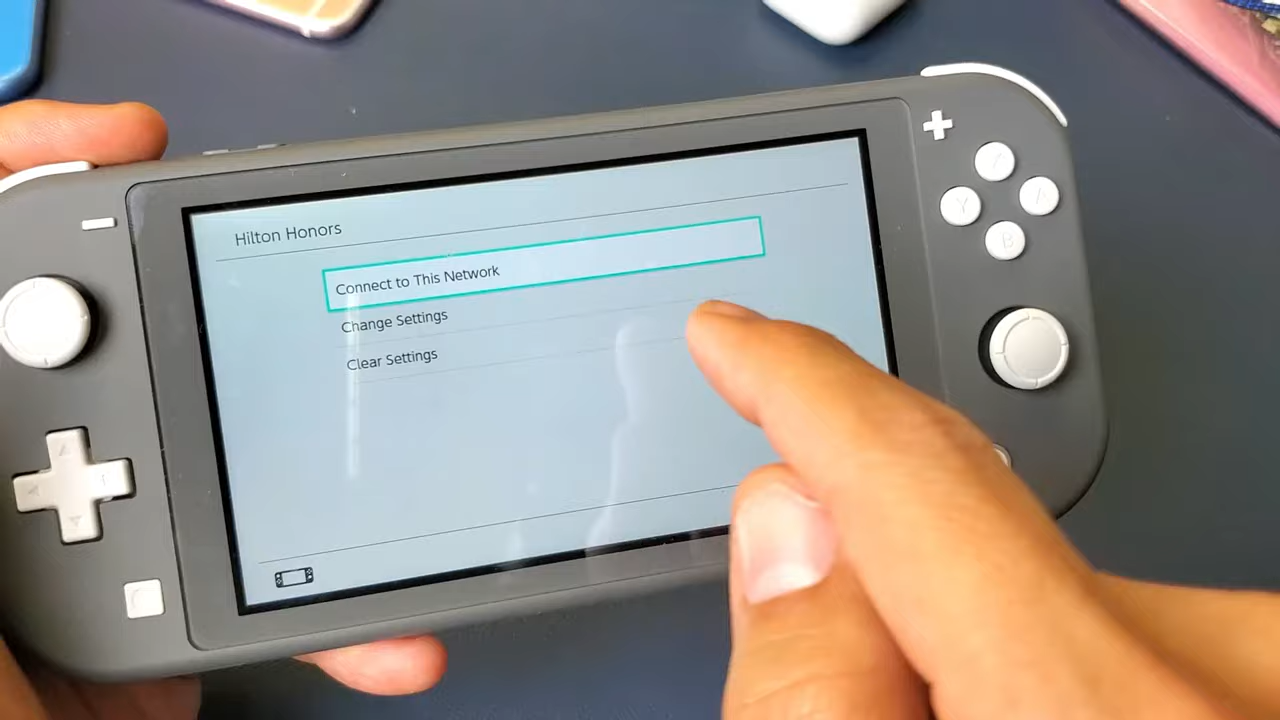 Hilton Honors
Connect to This Network
Change Settings
Clear Settings
Y
A
B